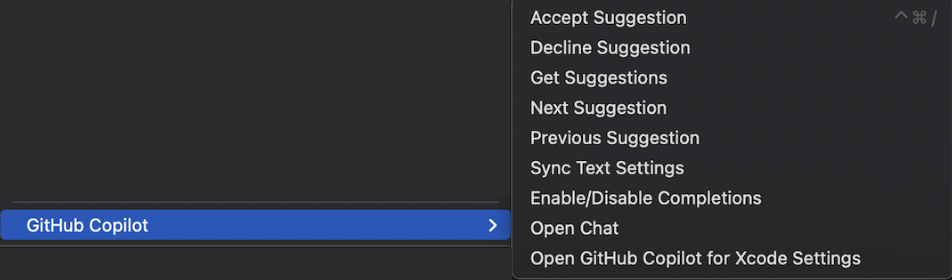 Accept Suggestion ^⌘/
Decline Suggestion
Get Suggestions
Next Suggestion
Previous Suggestion
Sync Text Settings
Enable/Disable Completions
GitHub Copilot
Open Chat
Open GitHub Copilot for Xcode Settings